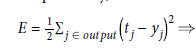 E = ½Σ_{j ∈ output}(t_j − y_j)² ⇒